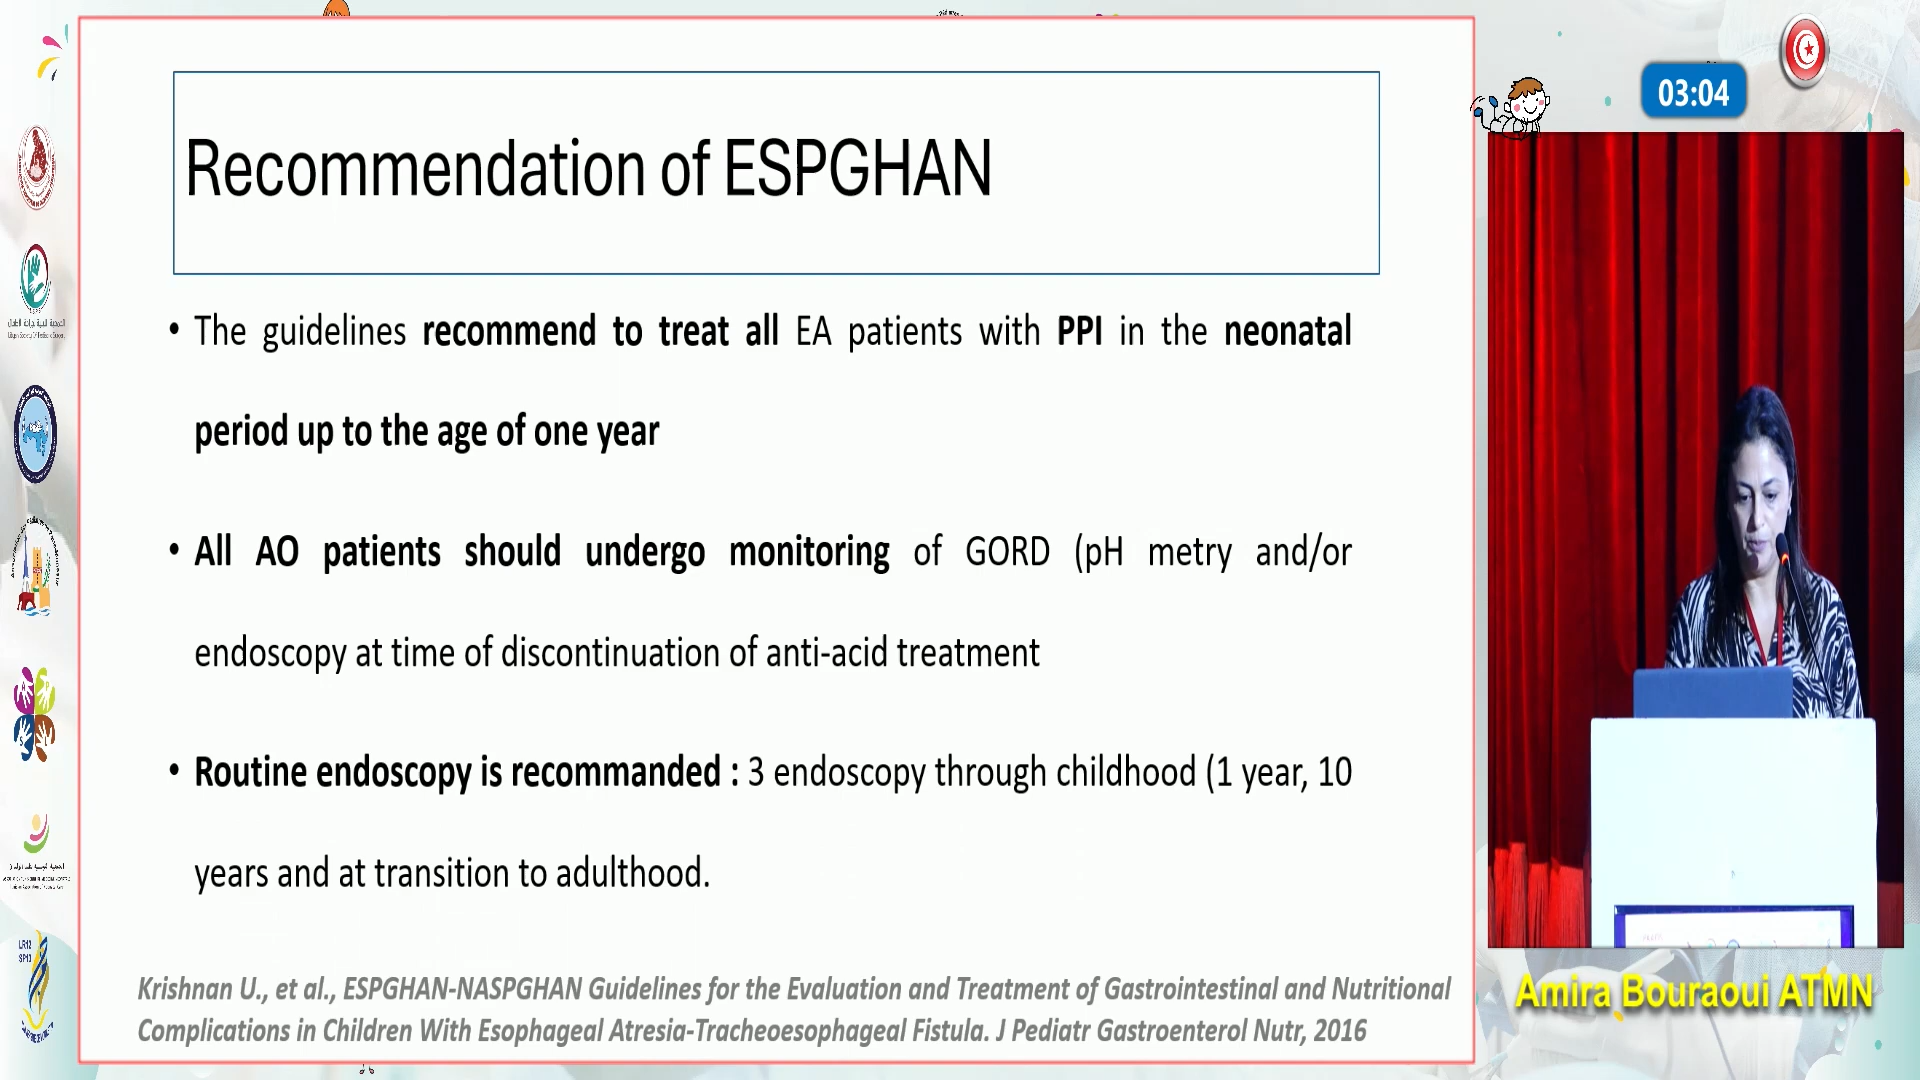 Recommendation of ESPGHAN
• The guidelines recommend to treat all EA patients with PPI in the neonatal
period up to the age of one year
• All AO patients should undergo monitoring of GORD (pH metry and/or
endoscopy at time of discontinuation of anti-acid treatment
• Routine endoscopy is recommanded : 3 endoscopy through childhood (1 year, 10
years and at transition to adulthood.
Krishnan U., et al., ESPGHAN-NASPGHAN Guidelines for the Evaluation and Treatment of Gastrointestinal and Nutritional
Complications in Children With Esophageal Atresia-Tracheoesophageal Fistula. J Pediatr Gastroenterol Nutr, 2016
03:04
Amira Bouraoui ATMN
LR12
SP13